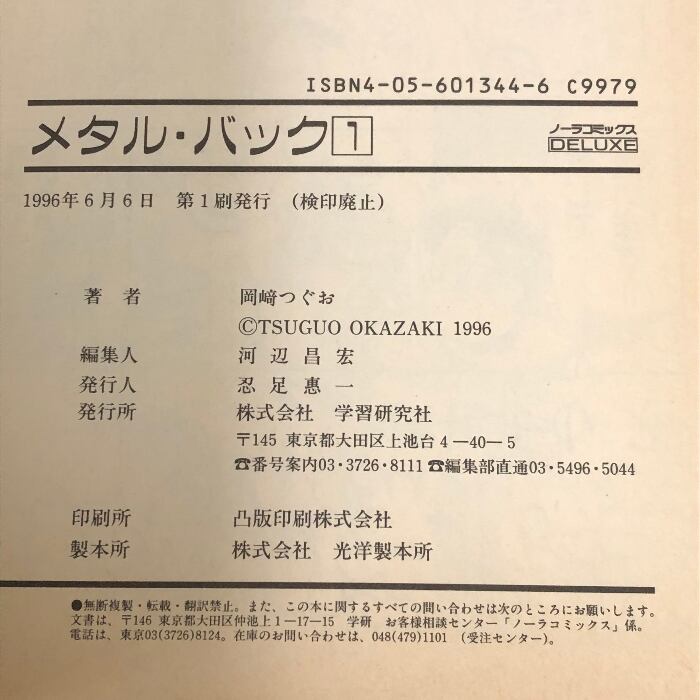 ISBN4-05-601344-6 C9979
メタル・バック1
ノーラコミックス
DELUXE
1996年6月6日 第1刷発行 (検印廃止)
著 者 岡﨑つぐお
©TSUGUO OKAZAKI 1996
編集人 河 辺 昌 宏
発行人 忍 足 惠 一
発行所 株式会社 学習研究社
〒145 東京都大田区上池台4—40—5
☎番号案内03・3726・8111 ☎編集部直通03・5496・5044
印刷所 凸版印刷株式会社
製本所 株式会社 光洋製本所
●無断複製・転載・翻訳禁止。また、この本に関するすべての問い合わせは次のところにお願いします。
文書は、〒146 東京都大田区仲池上1—17—15 学研 お客様相談センター「ノーラコミックス」係。
電話は、東京03(3726)8124。在庫のお問い合わせは、048(479)1101 (受注センター)。